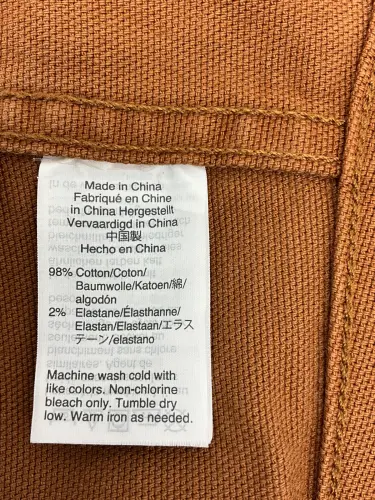 Made in China
Fabriqué en Chine
in China Hergestellt
Vervaardigd in China
中国製
Hecho en China
98% Cotton/Coton/
Baumwolle/Katoen/綿/
algodón
2% Elastane/Élasthanne/
Elastan/Elastaan/エラス
テーン/elastano
Machine wash cold with
like colors. Non-chlorine
bleach only. Tumble dry
low. Warm iron as needed.